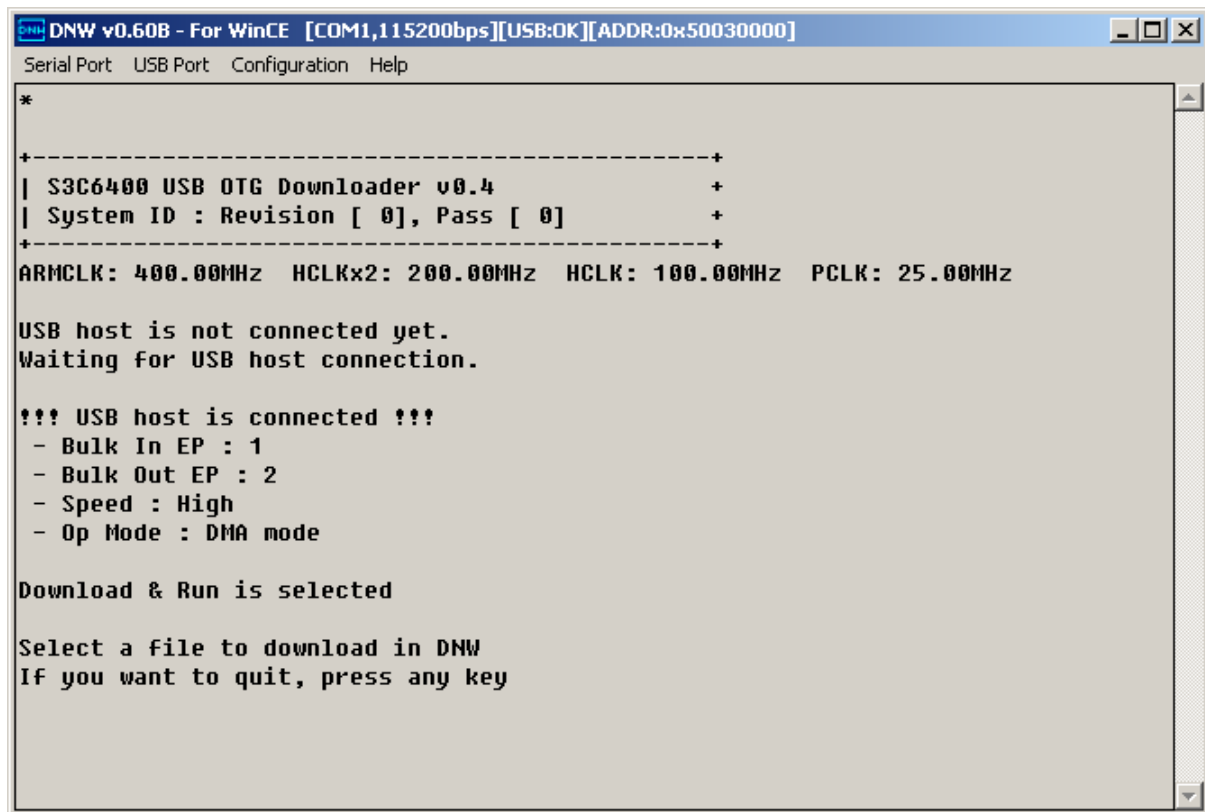 DNW DNW v0.60B - For WinCE [COM1,115200bps][USB:OK][ADDR:0x50030000]
Serial Port USB Port Configuration Help
*
+-----------------------------------------------+
| S3C6400 USB OTG Downloader v0.4 +
| System ID : Revision [ 0], Pass [ 0] +
+-----------------------------------------------+
ARMCLK: 400.00MHz HCLKx2: 200.00MHz HCLK: 100.00MHz PCLK: 25.00MHz
USB host is not connected yet.
Waiting for USB host connection.
!!! USB host is connected !!!
- Bulk In EP : 1
- Bulk Out EP : 2
- Speed : High
- Op Mode : DMA mode
Download & Run is selected
Select a file to download in DNW
If you want to quit, press any key